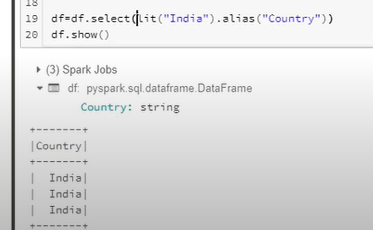 18
19 df=df.select(lit("India").alias("Country"))
20 df.show()
(3) Spark Jobs
df: pyspark.sql.dataframe.DataFrame
Country: string
+-------+
|Country|
+-------+
|  India|
|  India|
|  India|
+-------+